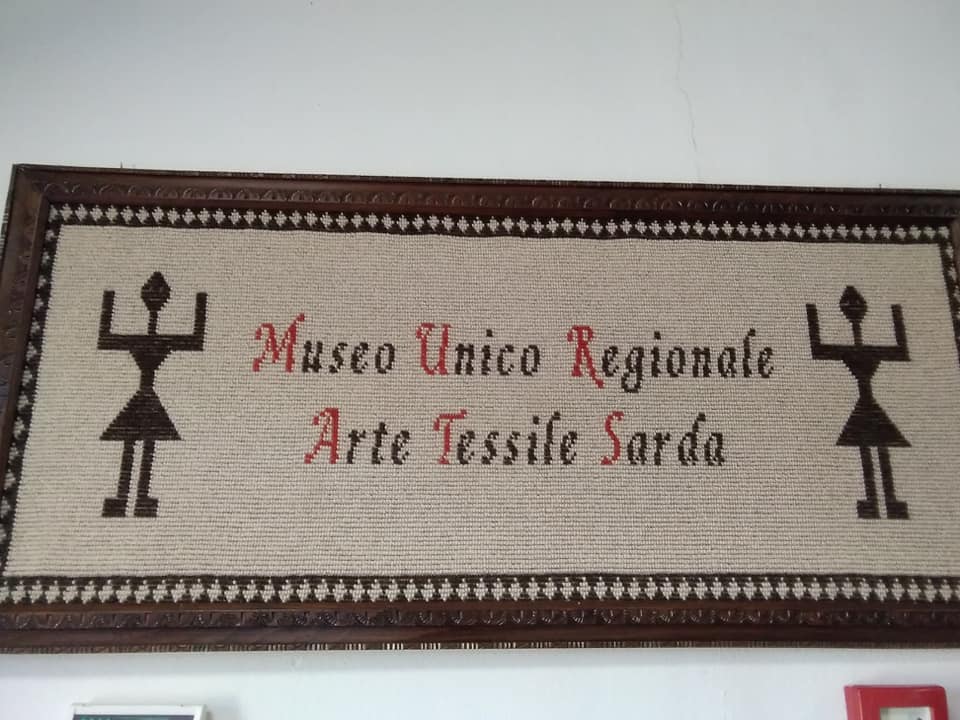 Museo Unico Regionale
Arte Tessile Sarda